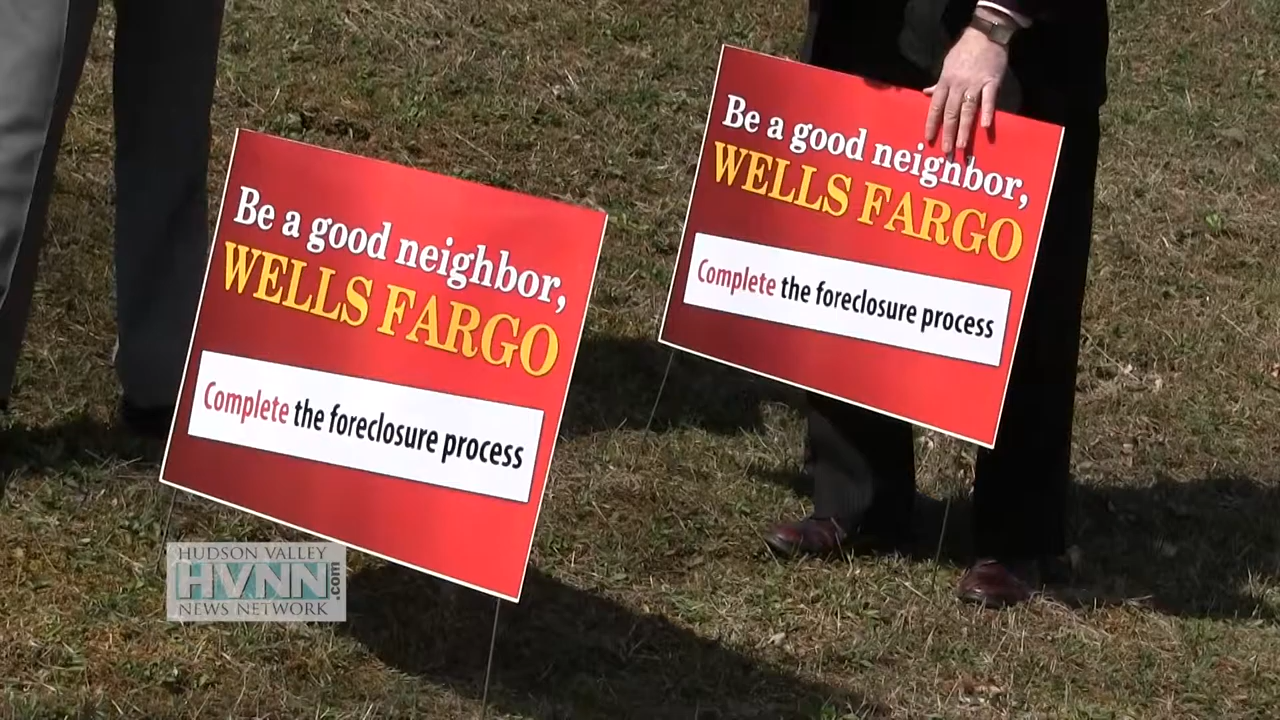 Be a good neighbor,
WELLS FARGO
Complete the foreclosure process
Be a good neighbor,
WELLS FARGO
Complete the foreclosure process
HUDSON VALLEY
HVNN.com
NEWS NETWORK